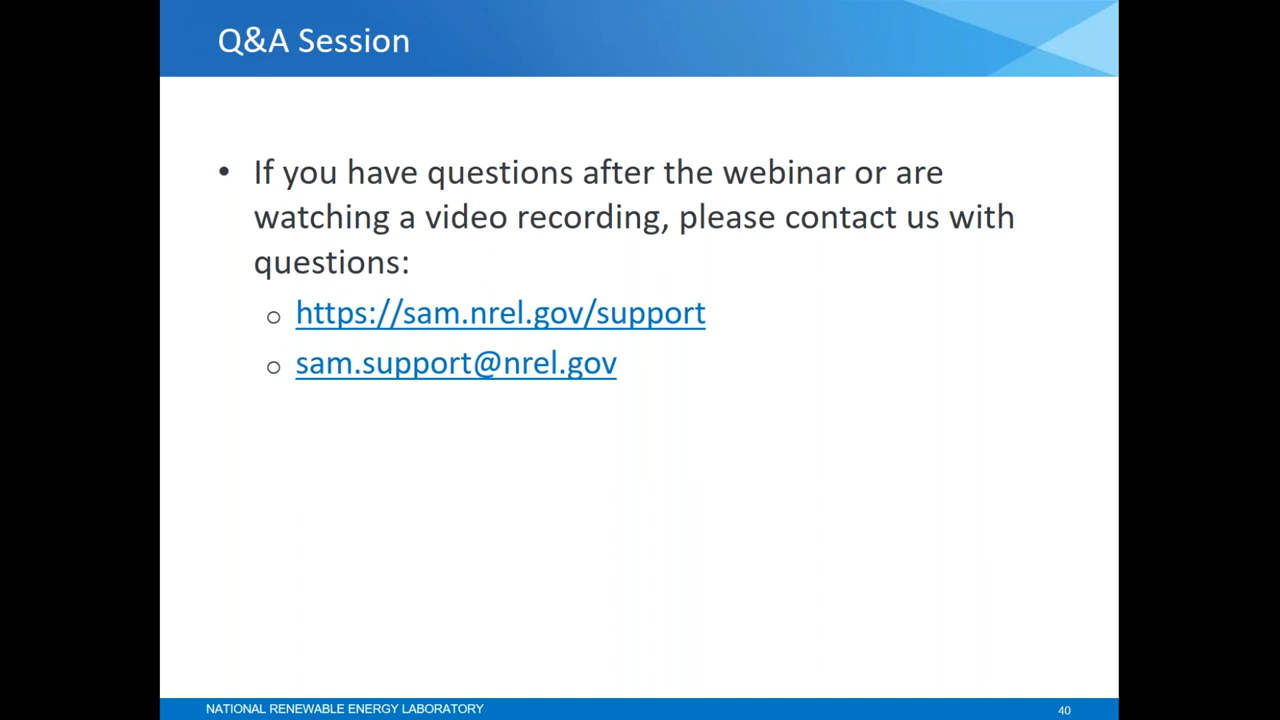 Q&A Session
• If you have questions after the webinar or are
watching a video recording, please contact us with
questions:
o https://sam.nrel.gov/support
o sam.support@nrel.gov
NATIONAL RENEWABLE ENERGY LABORATORY
40